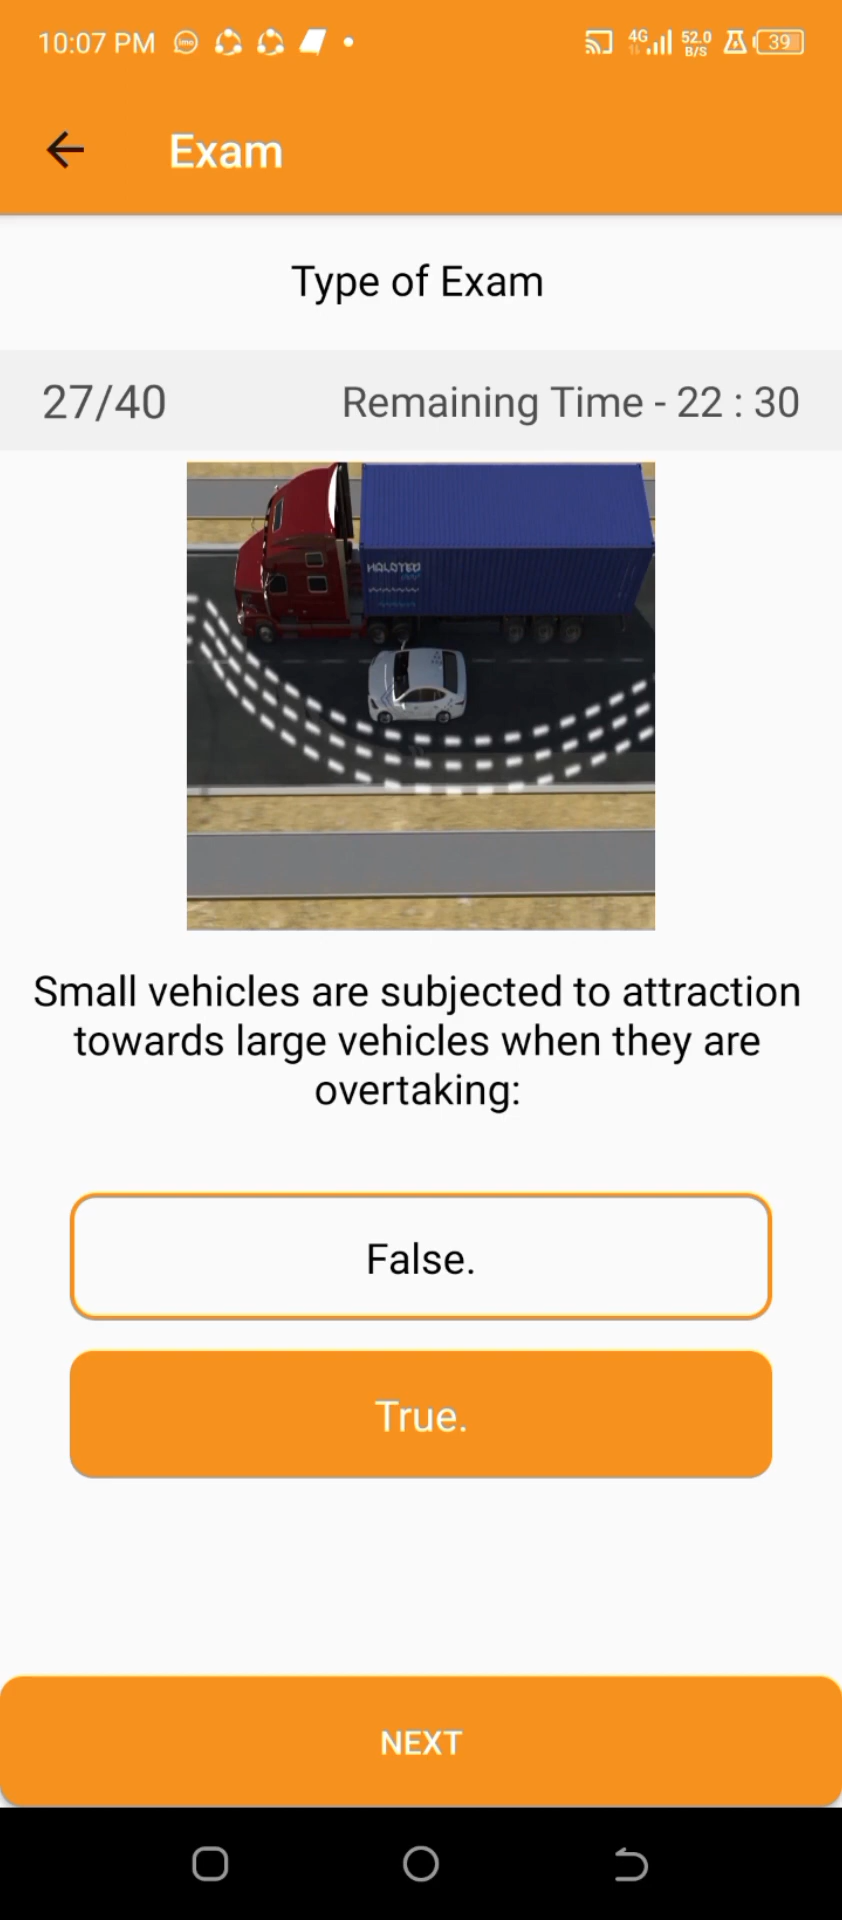 10:07 PM
imo
4G
52.0
B/S
39
Exam
Type of Exam
27/40
Remaining Time - 22 : 30
Small vehicles are subjected to attraction
towards large vehicles when they are
overtaking:
False.
True.
NEXT